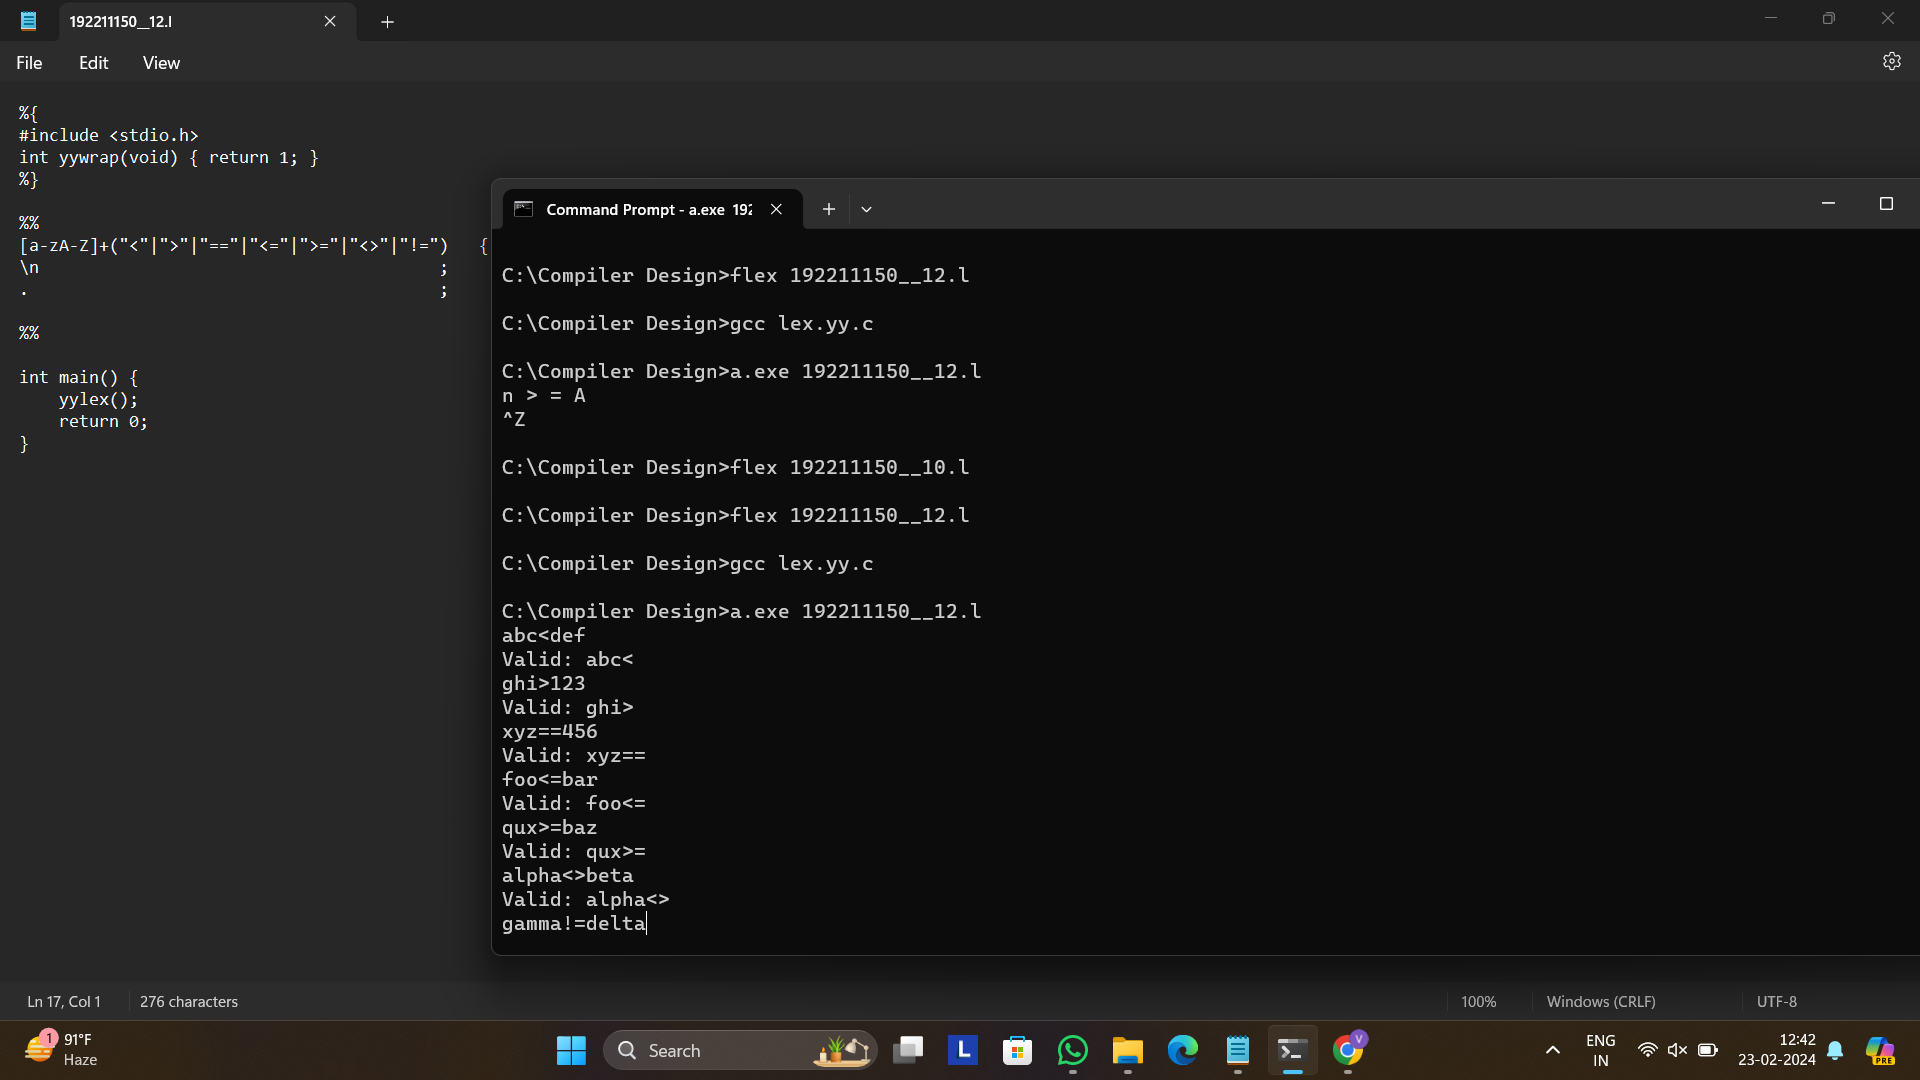 192211150__12.l
File Edit View
%{
#include <stdio.h>
int yywrap(void) { return 1; }
%}
%%
[a-zA-Z]+("<"|">"|"=="|"<="|">="|"<>"|"!=") {
\n ;
. ;
%%
int main() {
yylex();
return 0;
}
Command Prompt - a.exe 192
C:\Compiler Design>flex 192211150__12.l
C:\Compiler Design>gcc lex.yy.c
C:\Compiler Design>a.exe 192211150__12.l
n > = A
^Z
C:\Compiler Design>flex 192211150__10.l
C:\Compiler Design>flex 192211150__12.l
C:\Compiler Design>gcc lex.yy.c
C:\Compiler Design>a.exe 192211150__12.l
abc<def
Valid: abc<
ghi>123
Valid: ghi>
xyz==456
Valid: xyz==
foo<=bar
Valid: foo<=
qux>=baz
Valid: qux>=
alpha<>beta
Valid: alpha<>
gamma!=delta
Ln 17, Col 1 276 characters 100% Windows (CRLF) UTF-8
1
91°F
Haze
Search
L
V
ENG
IN
12:42
23-02-2024
PRE